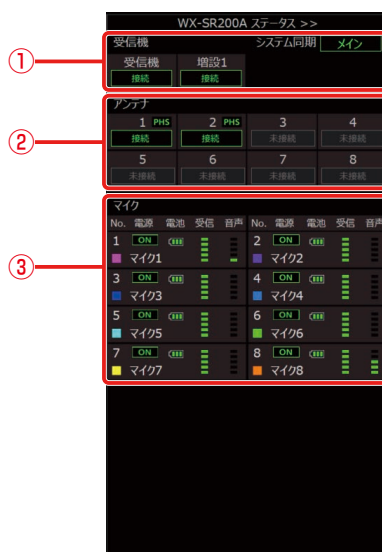 WX-SR200A ステータス >>
① 受信機 システム同期 メイン
受信機 増設1
接続 接続
② アンテナ
1 PHS 2 PHS 3 4
接続 接続 未接続 未接続
5 6 7 8
未接続 未接続 未接続 未接続
③ マイク
No. 電源 電池 受信 音声 No. 電源 電池 受信 音声
1 ON 2 ON
マイク1 マイク2
3 ON 4 ON
マイク3 マイク4
5 ON 6 ON
マイク5 マイク6
7 ON 8 ON
マイク7 マイク8